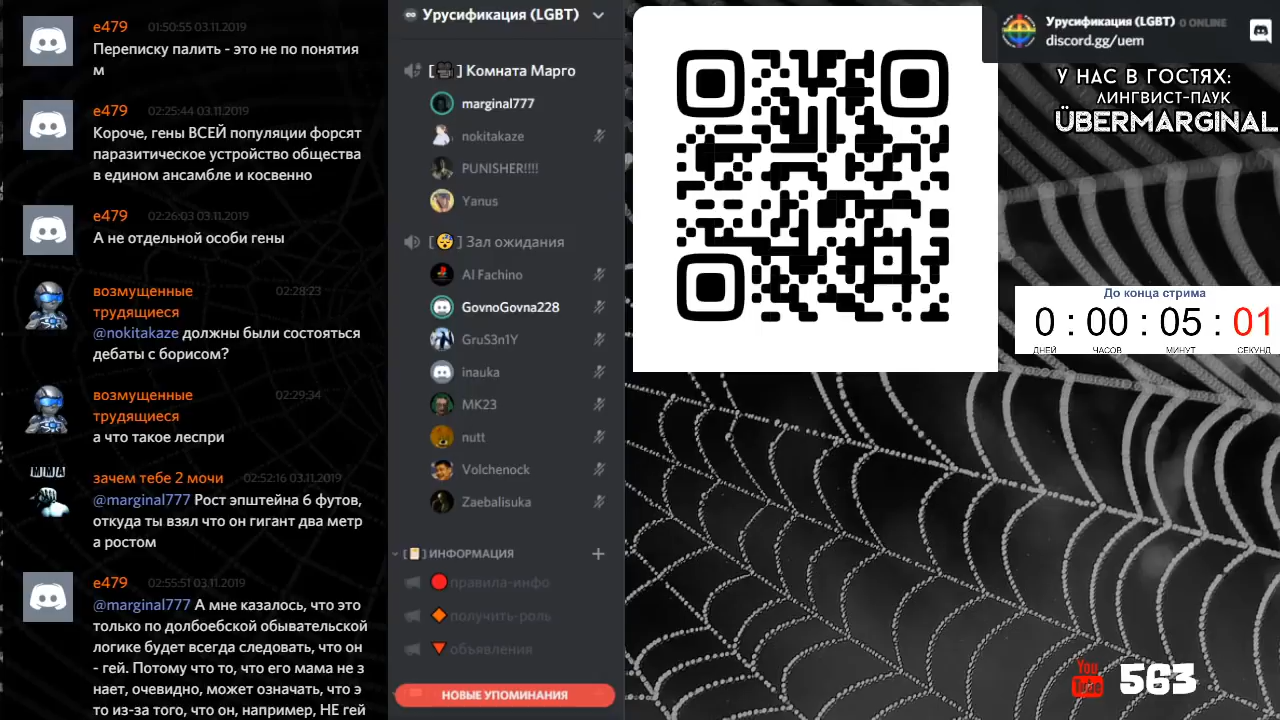 e479 01:50:55 03.11.2019
Переписку палить - это не по понятия
м
e479 02:25:44 03.11.2019
Короче, гены ВСЕЙ популяции форсят
паразитическое устройство общества
в едином ансамбле и косвенно
e479 02:26:03 03.11.2019
А не отдельной особи гены
возмущенные 02:28:23
трудящиеся
@nokitakaze должны были состояться
дебаты с борисом?
возмущенные 02:29:34
трудящиеся
а что такое леспри
MMA
зачем тебе 2 мочи 02:52:16 03.11.2019
@marginal777 Рост эпштейна 6 футов,
откуда ты взял что он гигант два метр
а ростом
e479 02:55:51 03.11.2019
@marginal777 А мне казалось, что это
только по долбоебской обывательской
логике будет всегда следовать, что он
- гей. Потому что то, что его мама не з
нает, очевидно, может означать, что э
то из-за того, что он, например, НЕ гей
Урусификация (LGBT)
[ ] Комната Марго
marginal777
nokitakaze
PUNISHER!!!!
Yanus
[ ] Зал ожидания
Al Fachino
GovnoGovna228
GruS3n1Y
inauka
MK23
nutt
Volchenock
Zaebalisuka
[ ] ИНФОРМАЦИЯ
правила-инфо
получить-роль
объявления
НОВЫЕ УПОМИНАНИЯ
Урусификация (LGBT) 0 ONLINE
discord.gg/uem
У НАС В ГОСТЯХ:
ЛИНГВИСТ-ПАУК
ÜBERMARGINAL
До конца стрима
0 : 00 : 05 : 01
ДНЕЙ ЧАСОВ МИНУТ СЕКУНД
You Tube 563